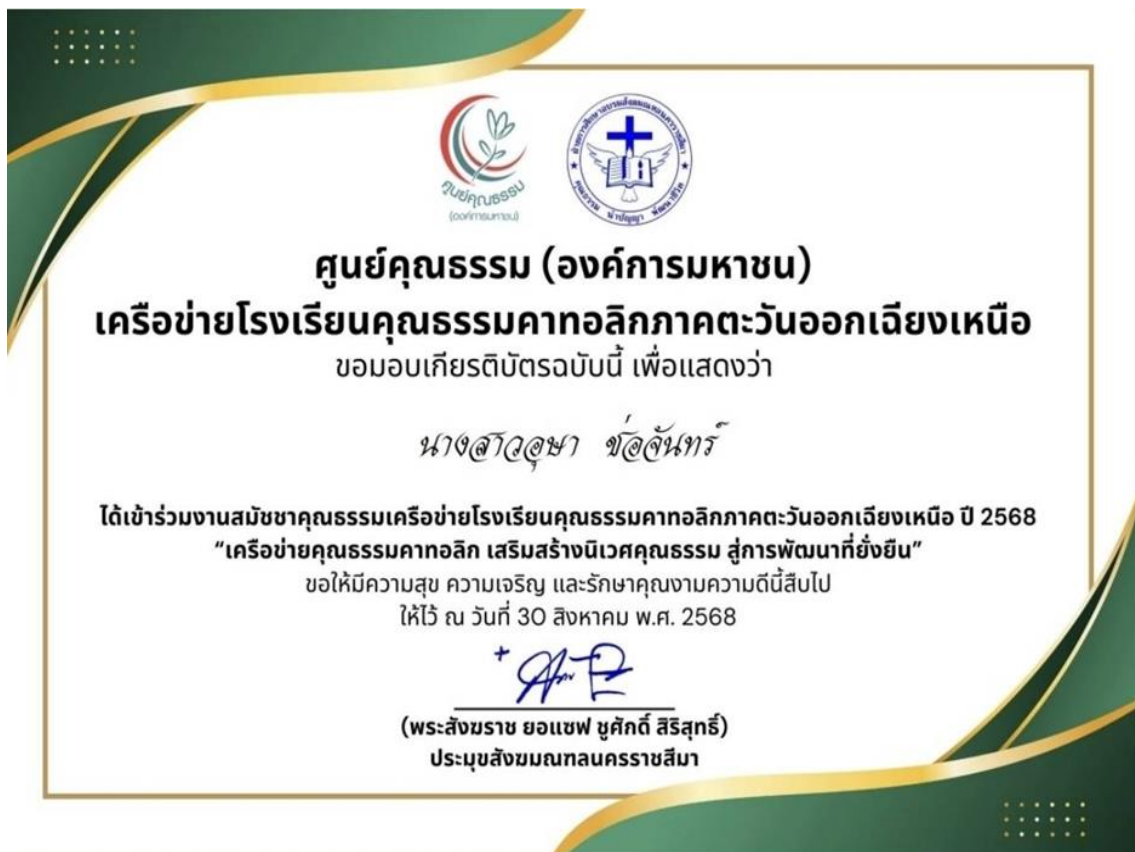 ศูนย์คุณธรรม
(องค์การมหาชน)
ศูนย์คุณธรรม (องค์การมหาชน)
เครือข่ายโรงเรียนคุณธรรมคาทอลิกภาคตะวันออกเฉียงเหนือ
ขอมอบเกียรติบัตรฉบับนี้ เพื่อแสดงว่า
นางสาวอุษา ช่อจันทร์
ได้เข้าร่วมงานสมัชชาคุณธรรมเครือข่ายโรงเรียนคุณธรรมคาทอลิกภาคตะวันออกเฉียงเหนือ ปี 2568
“เครือข่ายคุณธรรมคาทอลิก เสริมสร้างนิเวศคุณธรรม สู่การพัฒนาที่ยั่งยืน”
ขอให้มีความสุข ความเจริญ และรักษาคุณงามความดีนี้สืบไป
ให้ไว้ ณ วันที่ 30 สิงหาคม พ.ศ. 2568
(พระสังฆราช ยอแซฟ ชูศักดิ์ สิริสุทธิ์)
ประมุขสังฆมณฑลนครราชสีมา